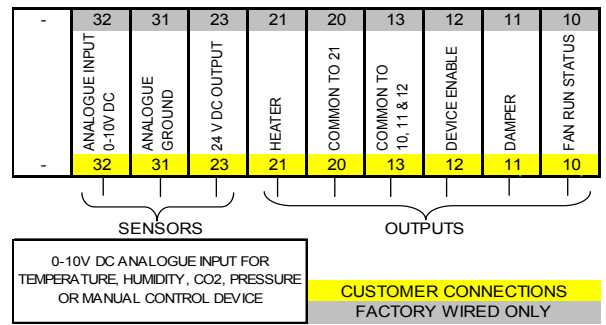 - 32 31 23 21 20 13 12 11 10
ANALOGUE INPUT
0-10V DC
ANALOGUE
GROUND
24 V DC OUTPUT
HEATER
COMMON TO 21
COMMON TO
10, 11 & 12
DEVICE ENABLE
DAMPER
FAN RUN STATUS
- 32 31 23 21 20 13 12 11 10
SENSORS
OUTPUTS
0-10V DC ANALOGUE INPUT FOR
TEMPERATURE, HUMIDITY, CO2, PRESSURE
OR MANUAL CONTROL DEVICE
CUSTOMER CONNECTIONS
FACTORY WIRED ONLY